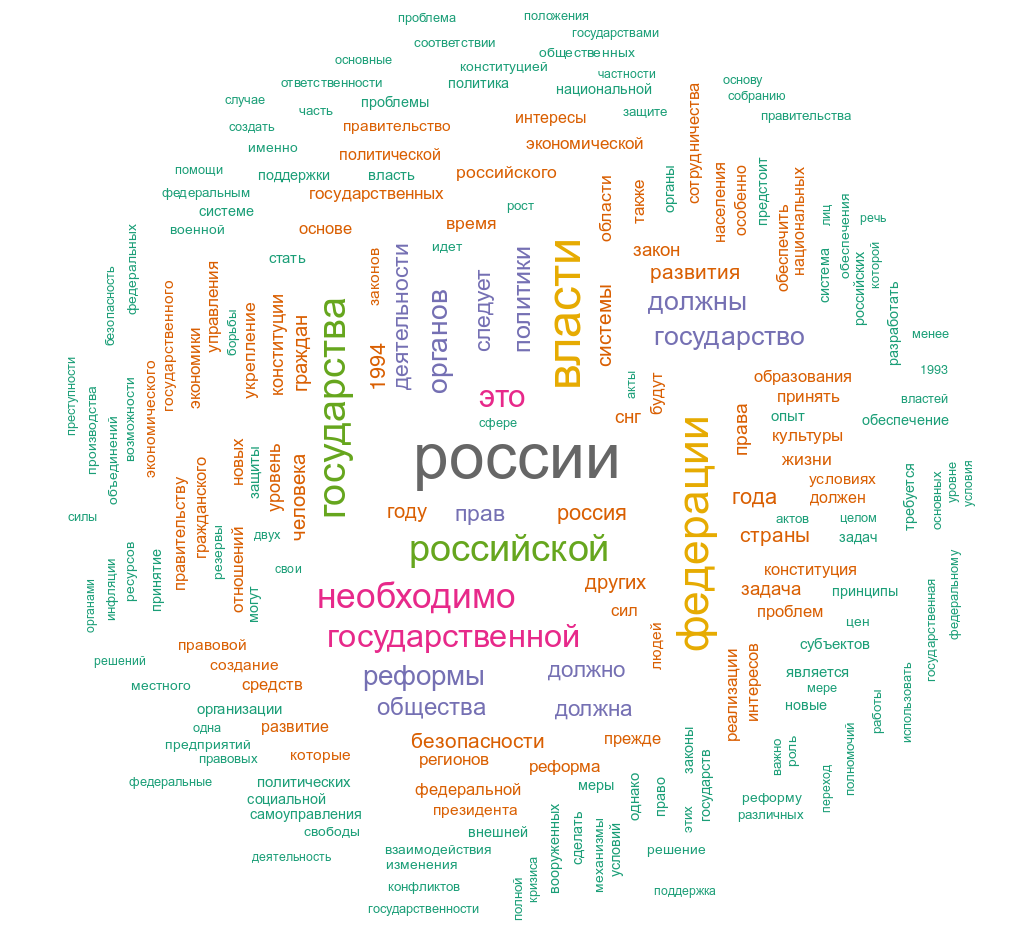 проблема
положения
государствами
соответствии
общественных
основные
конституцией
частности
ответственности
политика
национальной
основу
собранию
случае
часть
проблемы
защите
правительства
создать
правительство
интересы
сотрудничества
именно
политической
экономической
помощи
поддержки
власть
российского
области
также
органы
населения
особенно
предстоит
обеспечить
национальных
федеральным
государственных
системе
рост
лиц
речь
обеспечения
военной
основе
время
идет
закон
система
российских
которой
федеральных
безопасность
стать
законов
деятельности
органов
следует
политики
власти
системы
развития
должны
разработать
государственного
управления
борьбы
укрепление
конституции
граждан
государства
1994
государство
менее
экономики
1993
преступности
производства
объединений
возможности
экономического
это
сфере
акты
будут
снг
образования
принять
властей
права
опыт
обеспечение
культуры
россии
федерации
жизни
новых
защиты
уровень
человека
условиях
должен
требуется
основных
уровне
условия
силы
правительству
гражданского
резервы
отношений
году
прав
россия
года
актов
целом
двух
страны
задач
российской
органами
инфляции
ресурсов
принятие
могут
свои
необходимо
других
конституция
задача
принципы
государственная
федеральному
сил
проблем
цен
государственной
людей
субъектов
правовой
решений
создание
местного
средств
реформы
должно
реализации
интересов
является
мере
новые
работы
использовать
организации
общества
должна
одна
развитие
предприятий
правовых
которые
безопасности
регионов
прежде
реформа
законы
государств
важно
роль
переход
полномочий
федеральные
политических
федеральной
меры
однако
право
социальной
самоуправления
президента
реформу
различных
этих
свободы
внешней
вооруженных
сделать
механизмы
условий
деятельность
взаимодействия
изменения
решение
конфликтов
полной
кризиса
поддержка
государственности